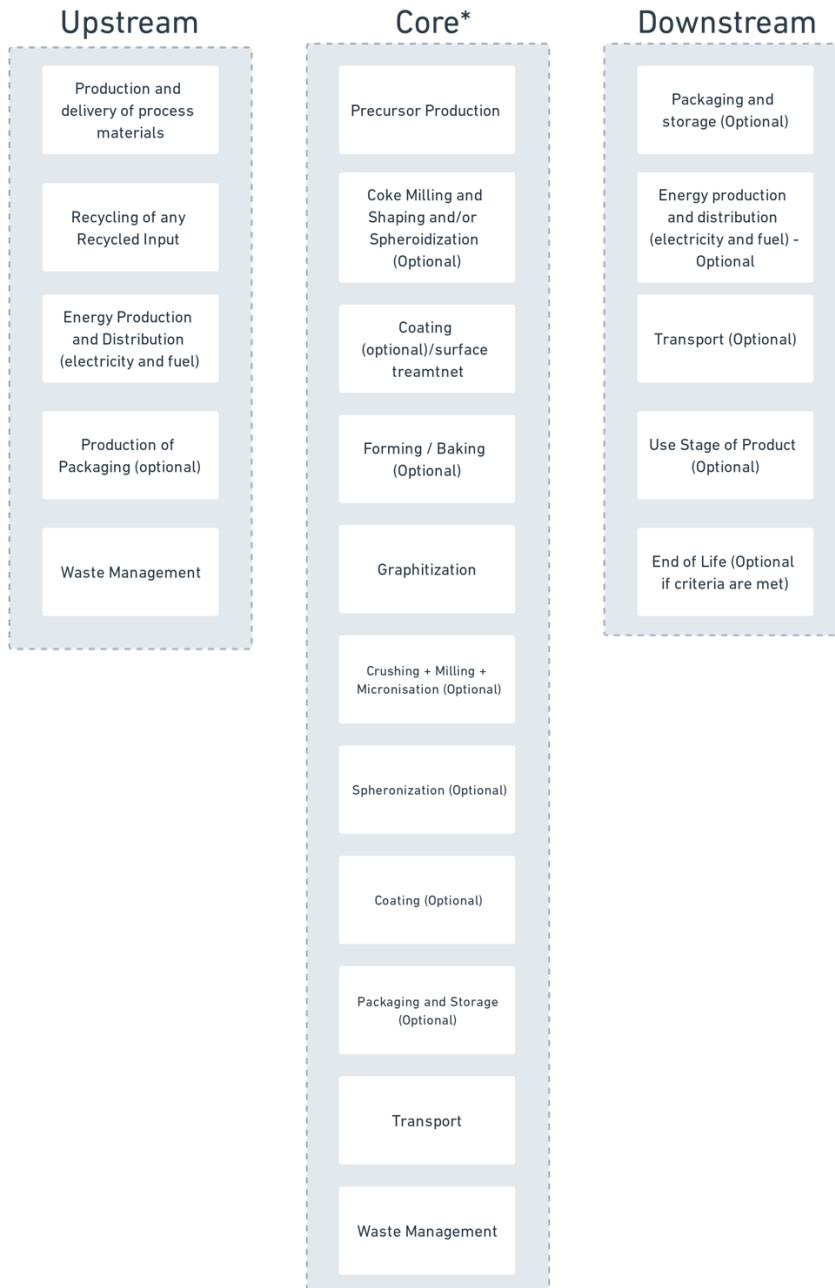 Upstream
Production and
delivery of process
materials
Recycling of any
Recycled Input
Energy Production
and Distribution
(electricity and fuel)
Production of
Packaging (optional)
Waste Management
Core*
Precursor Production
Coke Milling and
Shaping and/or
Spheroidization
(Optional)
Coating
(optional)/surface
treamtnet
Forming / Baking
(Optional)
Graphitization
Crushing + Milling +
Micronisation (Optional)
Spheronization (Optional)
Coating (Optional)
Packaging and Storage
(Optional)
Transport
Waste Management
Downstream
Packaging and
storage (Optional)
Energy production
and distribution
(electricity and fuel) -
Optional
Transport (Optional)
Use Stage of Product
(Optional)
End of Life (Optional
if criteria are met)